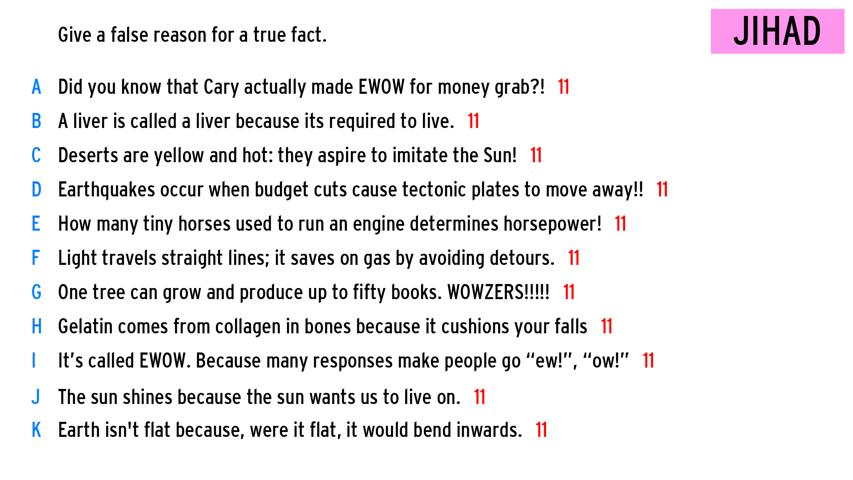 Give a false reason for a true fact.
JIHAD
A Did you know that Cary actually made EWOW for money grab?! 11
B A liver is called a liver because its required to live. 11
C Deserts are yellow and hot: they aspire to imitate the Sun! 11
D Earthquakes occur when budget cuts cause tectonic plates to move away!! 11
E How many tiny horses used to run an engine determines horsepower! 11
F Light travels straight lines; it saves on gas by avoiding detours. 11
G One tree can grow and produce up to fifty books. WOWZERS!!!!! 11
H Gelatin comes from collagen in bones because it cushions your falls 11
I It’s called EWOW. Because many responses make people go “ew!”, “ow!” 11
J The sun shines because the sun wants us to live on. 11
K Earth isn't flat because, were it flat, it would bend inwards. 11